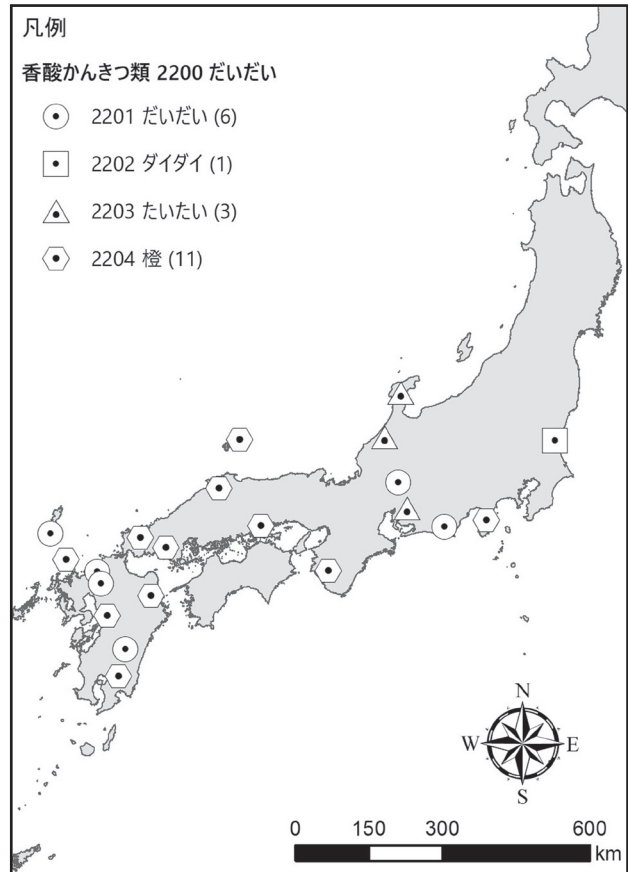 凡例
香酸かんきつ類 2200 だいだい
2201 だいだい (6)
2202 ダイダイ (1)
2203 たいたい (3)
2204 橙 (11)
N
W E
S
0 150 300 600
km